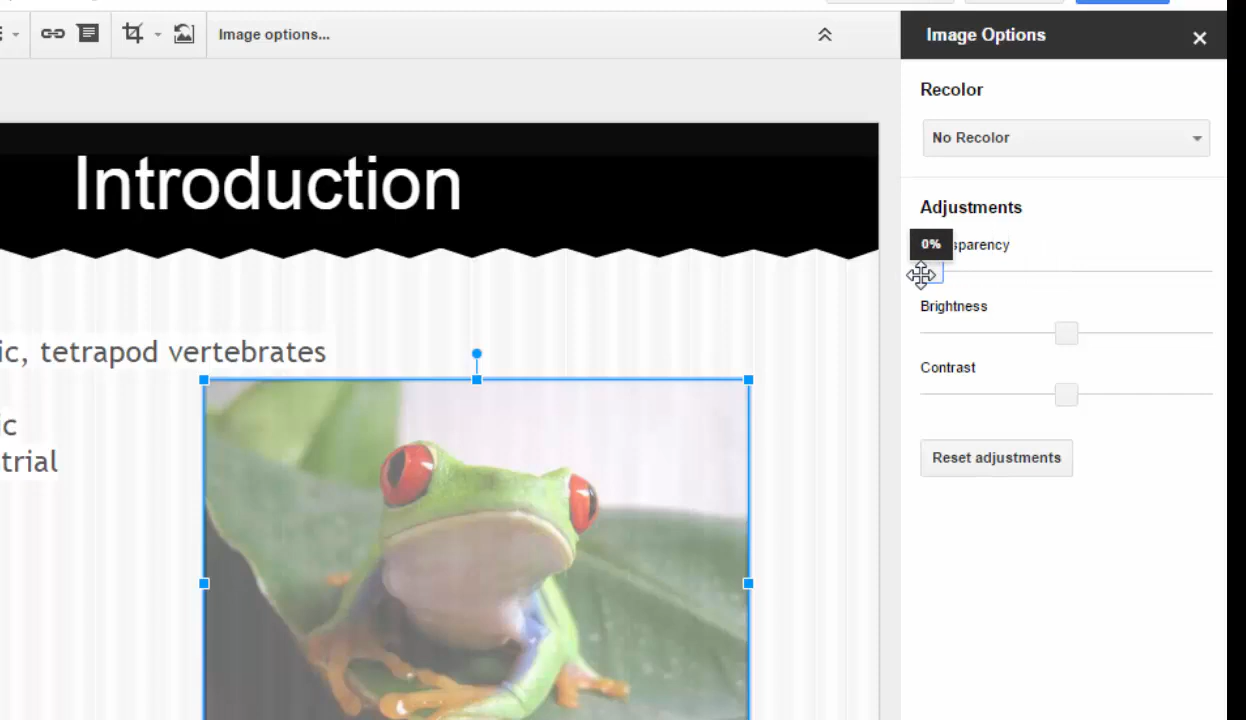 Image options...
Image Options
Recolor
No Recolor
Introduction
Adjustments
0%
sparency
Brightness
ic, tetrapod vertebrates
Contrast
ic
trial
Reset adjustments